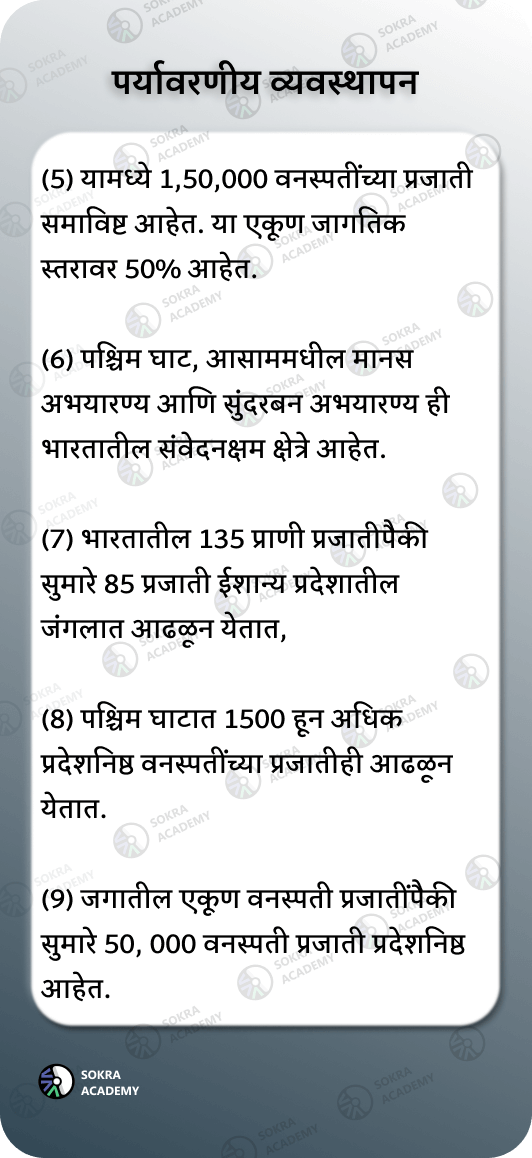 पर्यावरणीय व्यवस्थापन
(5) यामध्ये 1,50,000 वनस्पतींच्या प्रजाती
समाविष्ट आहेत. या एकूण जागतिक
स्तरावर 50% आहेत.
(6) पश्चिम घाट, आसाममधील मानस
अभयारण्य आणि सुंदरबन अभयारण्य ही
भारतातील संवेदनक्षम क्षेत्रे आहेत.
(7) भारतातील 135 प्राणी प्रजातीपैकी
सुमारे 85 प्रजाती ईशान्य प्रदेशातील
जंगलात आढळून येतात,
(8) पश्चिम घाटात 1500 हून अधिक
प्रदेशनिष्ठ वनस्पतींच्या प्रजातीही आढळून
येतात.
(9) जगातील एकूण वनस्पती प्रजातींपैकी
सुमारे 50, 000 वनस्पती प्रजाती प्रदेशनिष्ठ
आहेत.
SOKRA
ACADEMY